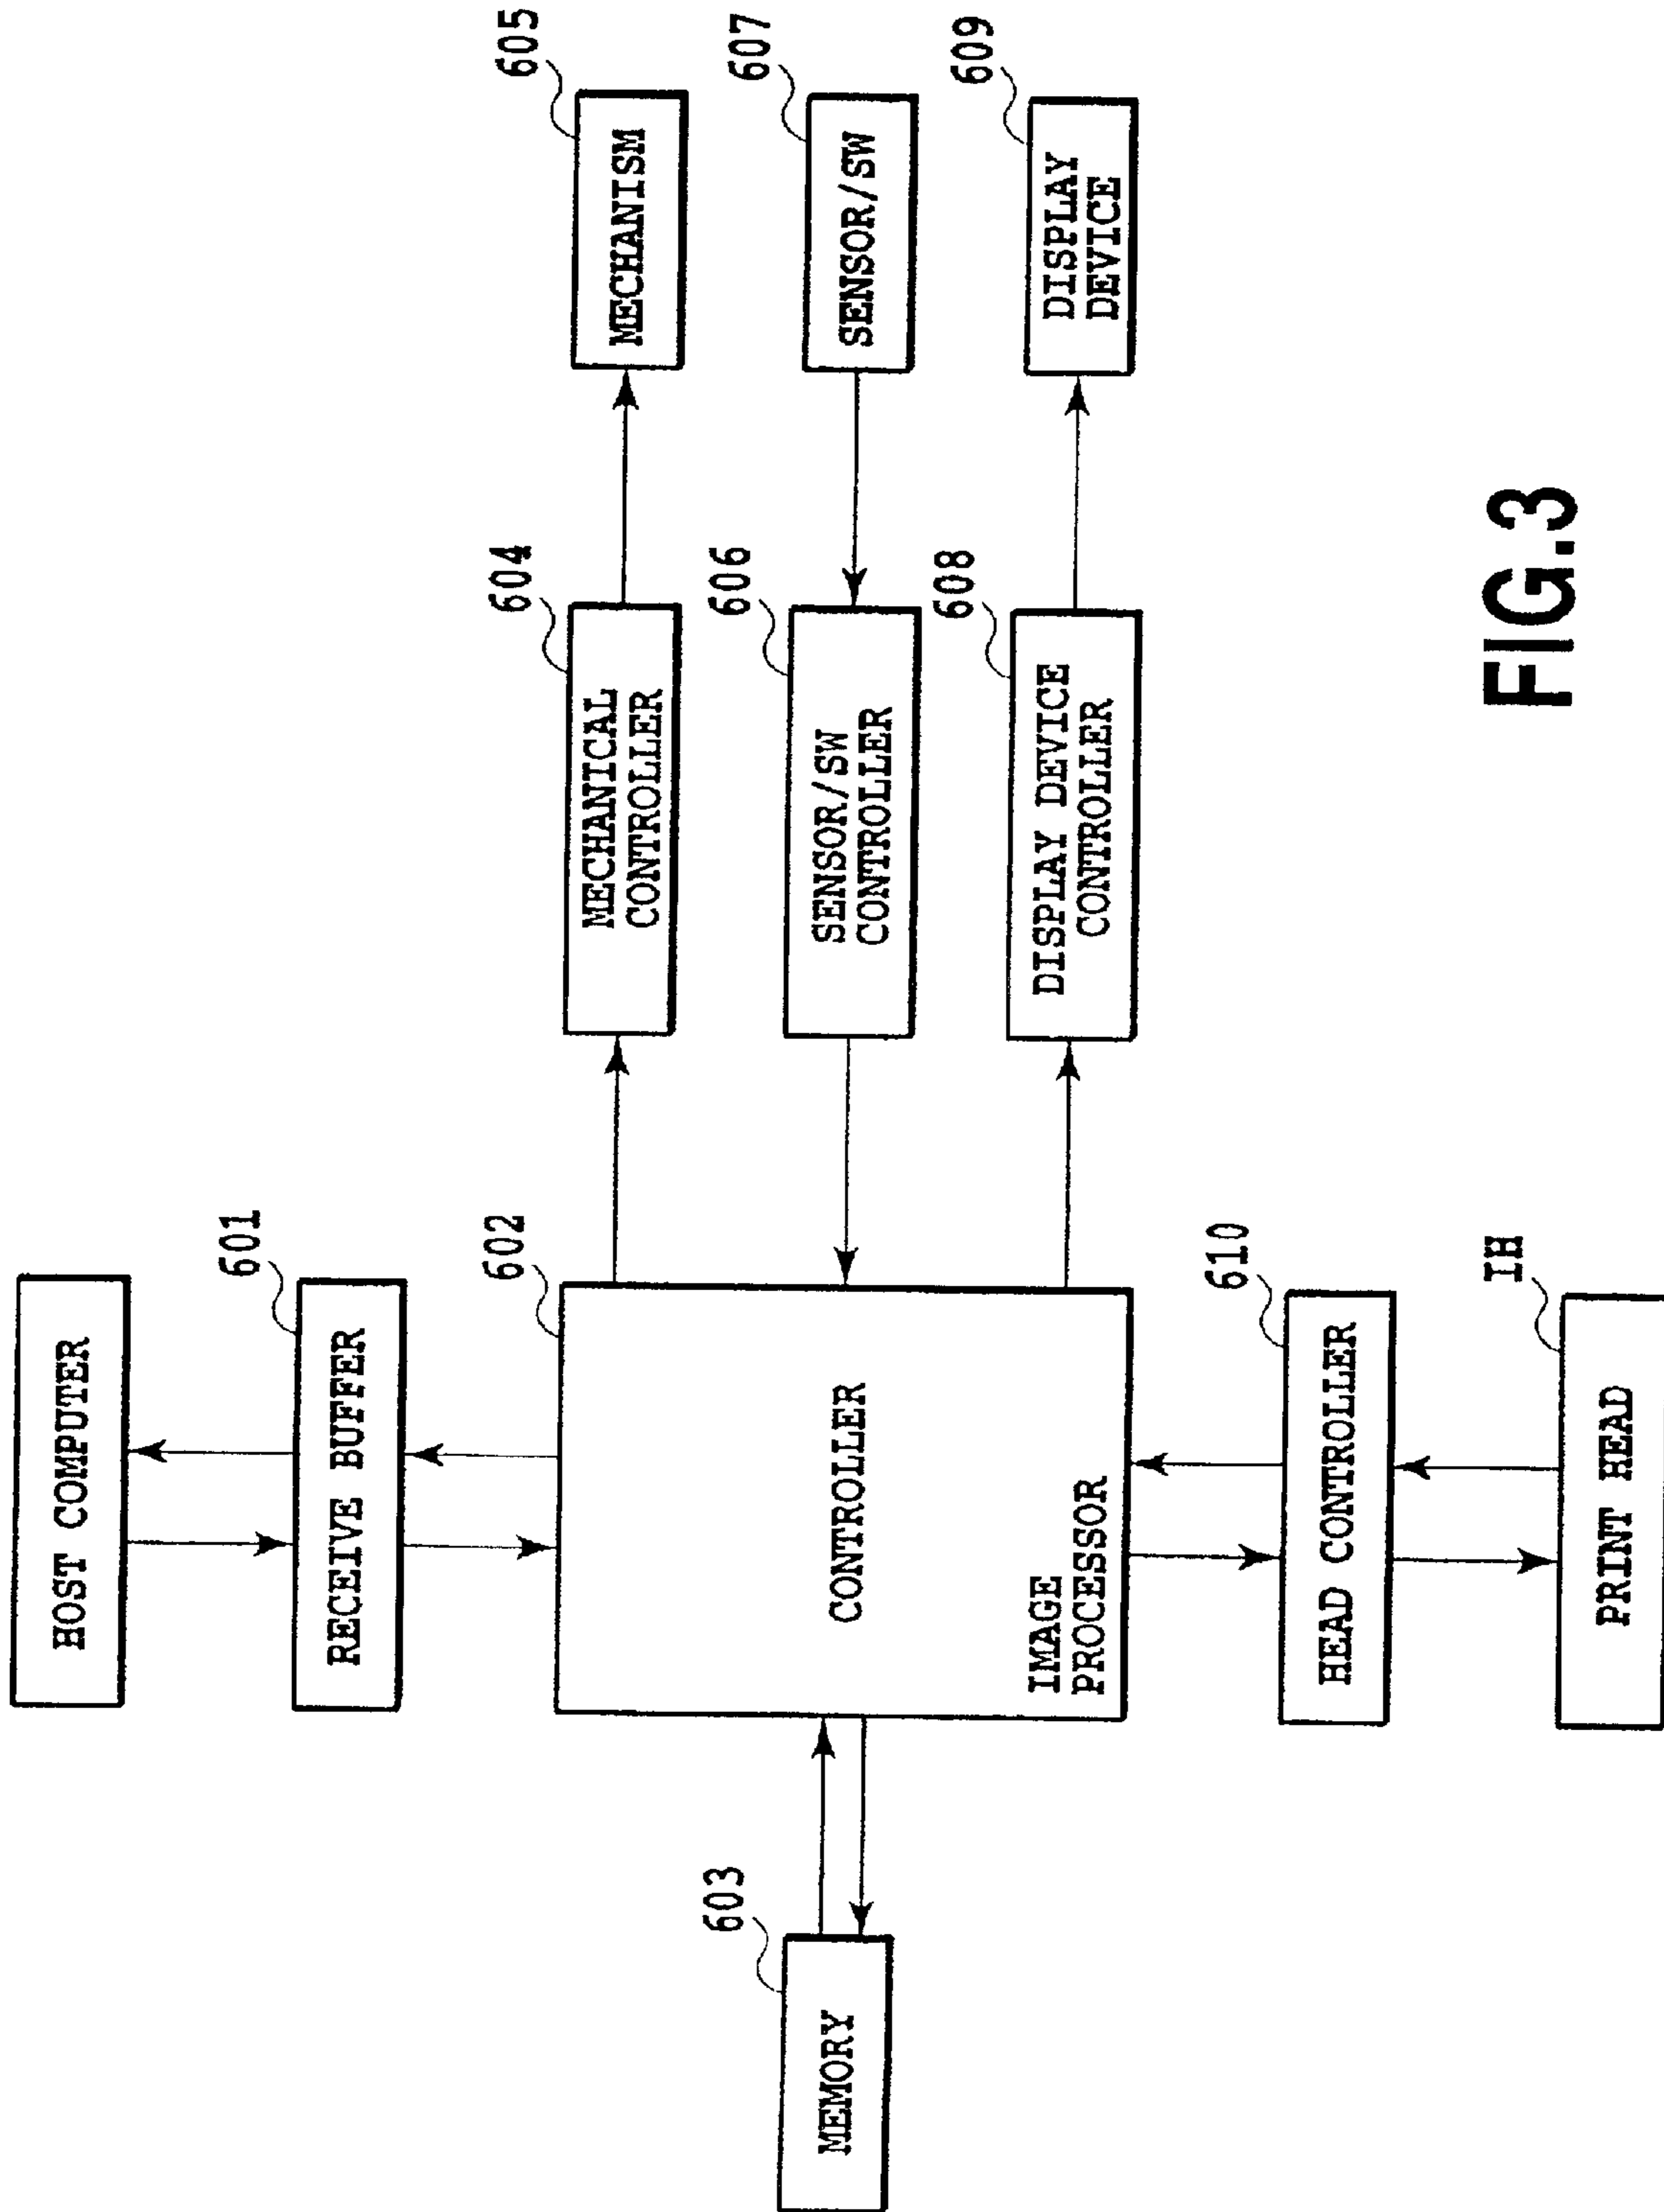 HOST COMPUTER
601
RECEIVE BUFFER
602
CONTROLLER
IMAGE
PROCESSOR
603
MEMORY
604
MECHANICAL
CONTROLLER
605
MECHANISM
606
SENSOR/SW
CONTROLLER
607
SENSOR/SW
608
DISPLAY DEVICE
CONTROLLER
609
DISPLAY
DEVICE
610
HEAD CONTROLLER
IH
PRINT HEAD
FIG.3